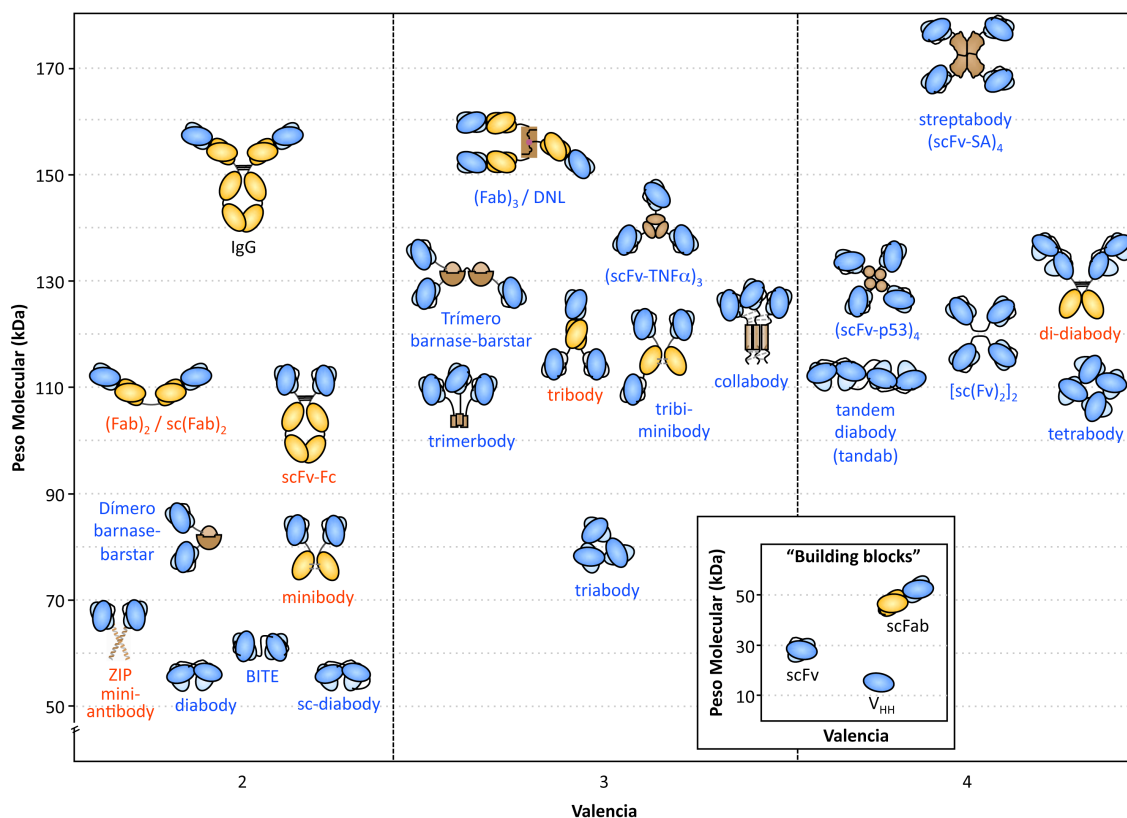 Peso Molecular (kDa)
170
150
130
110
90
70
50
IgG
(Fab)2 / sc(Fab)2
scFv-Fc
Dímero
barnase-
barstar
minibody
ZIP
mini-
antibody
diabody
BITE
sc-diabody
(Fab)3 / DNL
(scFv-TNFα)3
Trímero
barnase-barstar
trimerbody
tribody
tribi-
minibody
collabody
triabody
streptabody
(scFv-SA)4
(scFv-p53)4
[sc(Fv)2]2
di-diabody
tandem
diabody
(tandab)
tetrabody
“Building blocks”
Peso Molecular (kDa)
50
30
10
scFab
scFv
VHH
Valencia
2
3
4
Valencia